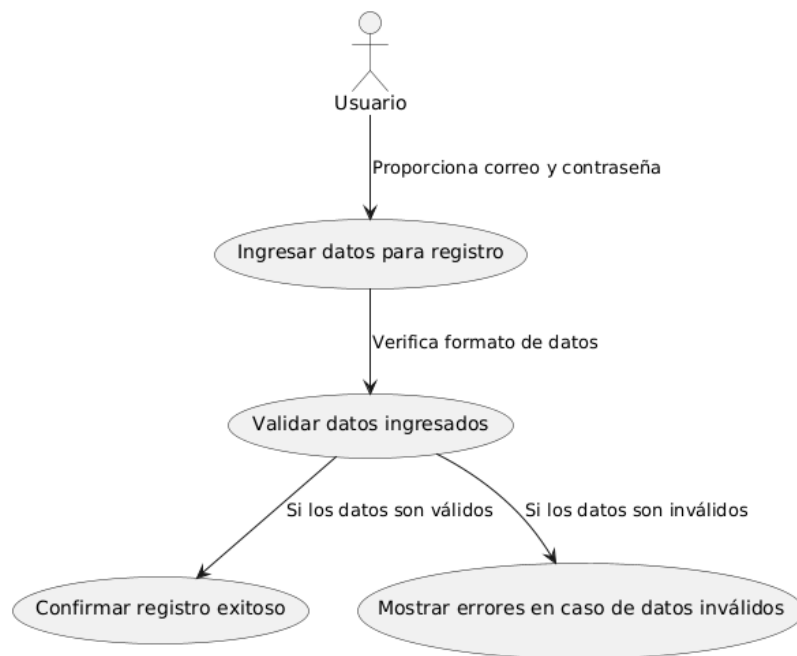 Usuario
Proporciona correo y contraseña
Ingresar datos para registro
Verifica formato de datos
Validar datos ingresados
Si los datos son válidos
Si los datos son inválidos
Confirmar registro exitoso
Mostrar errores en caso de datos inválidos